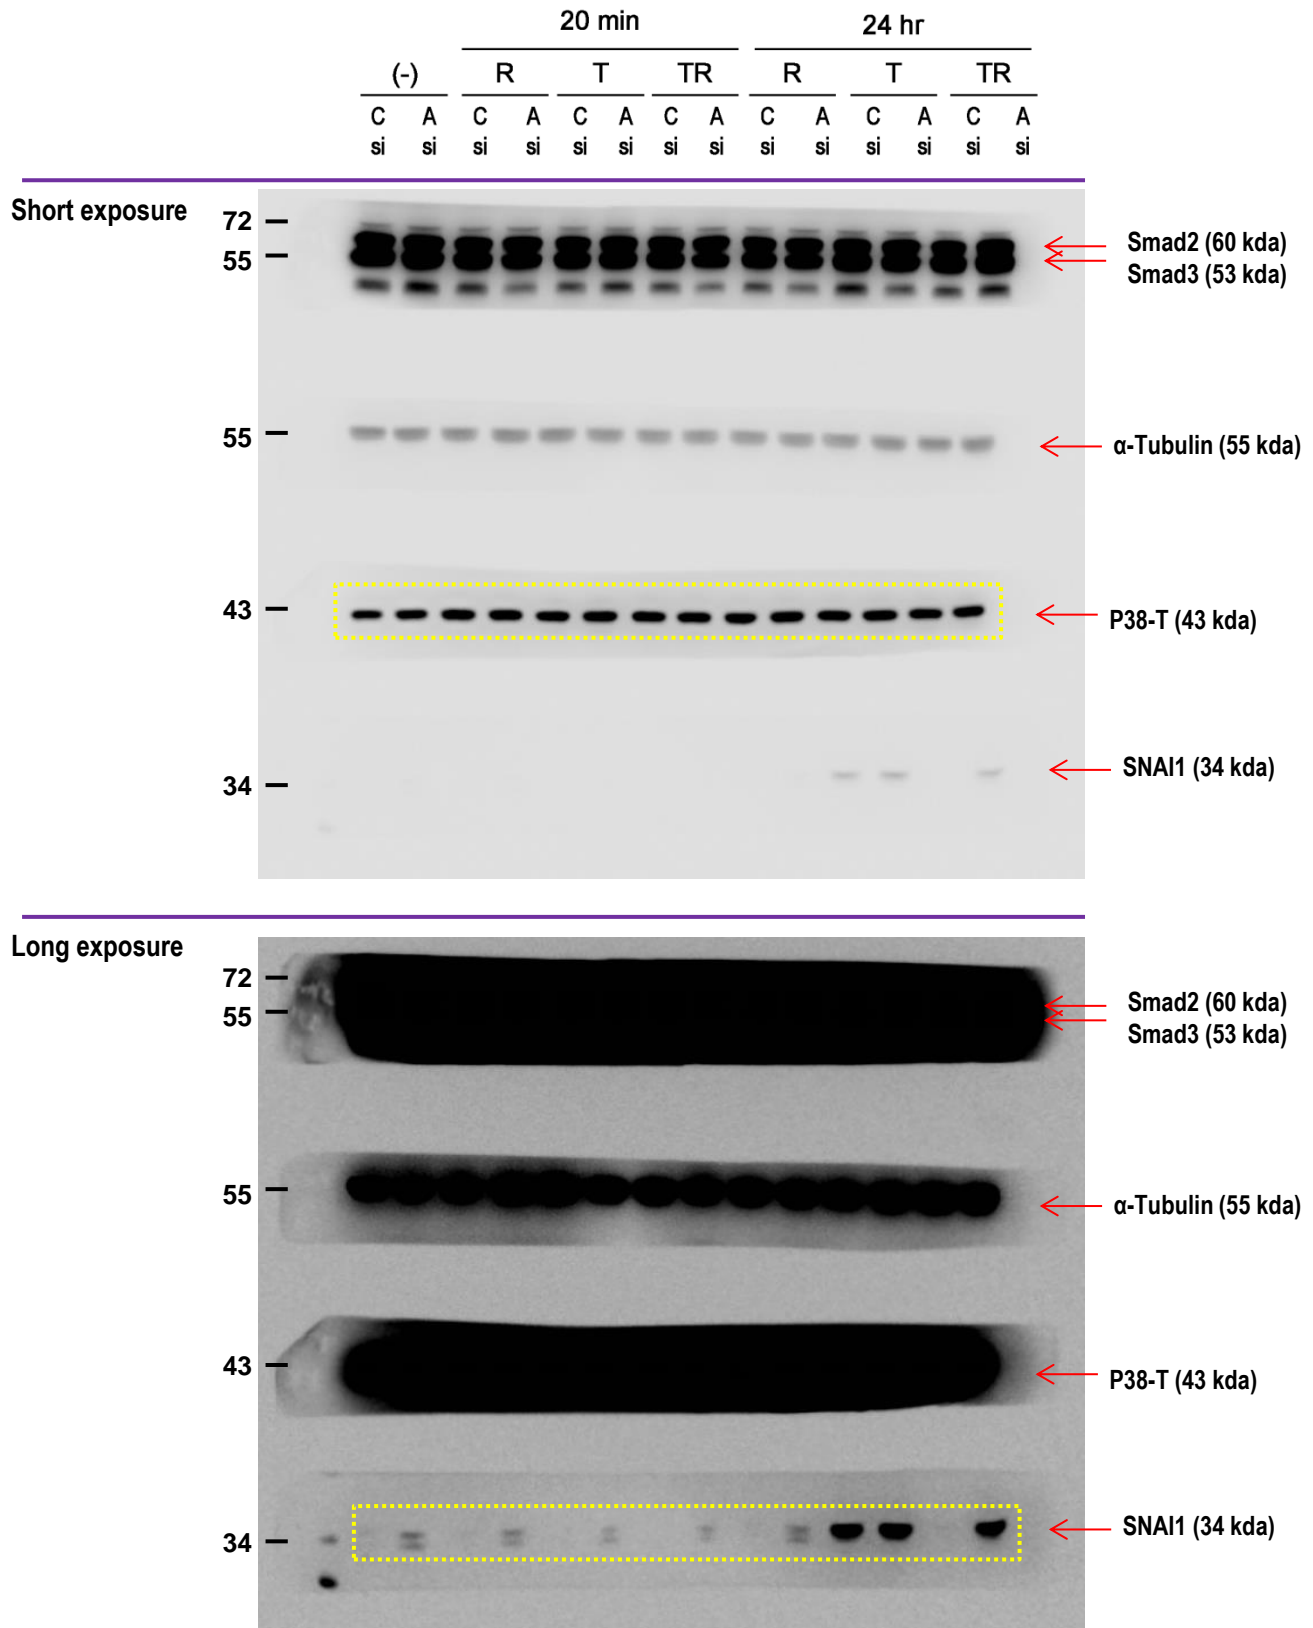 20 min 24 hr
(-) R T TR R T TR
C A C A C A C A C A C A C A
si si si si si si si si si si si si si si
Short exposure
72
55
Smad2 (60 kda)
Smad3 (53 kda)
55
α-Tubulin (55 kda)
43
P38-T (43 kda)
34
SNAI1 (34 kda)
Long exposure
72
55
Smad2 (60 kda)
Smad3 (53 kda)
55
α-Tubulin (55 kda)
43
P38-T (43 kda)
34
SNAI1 (34 kda)